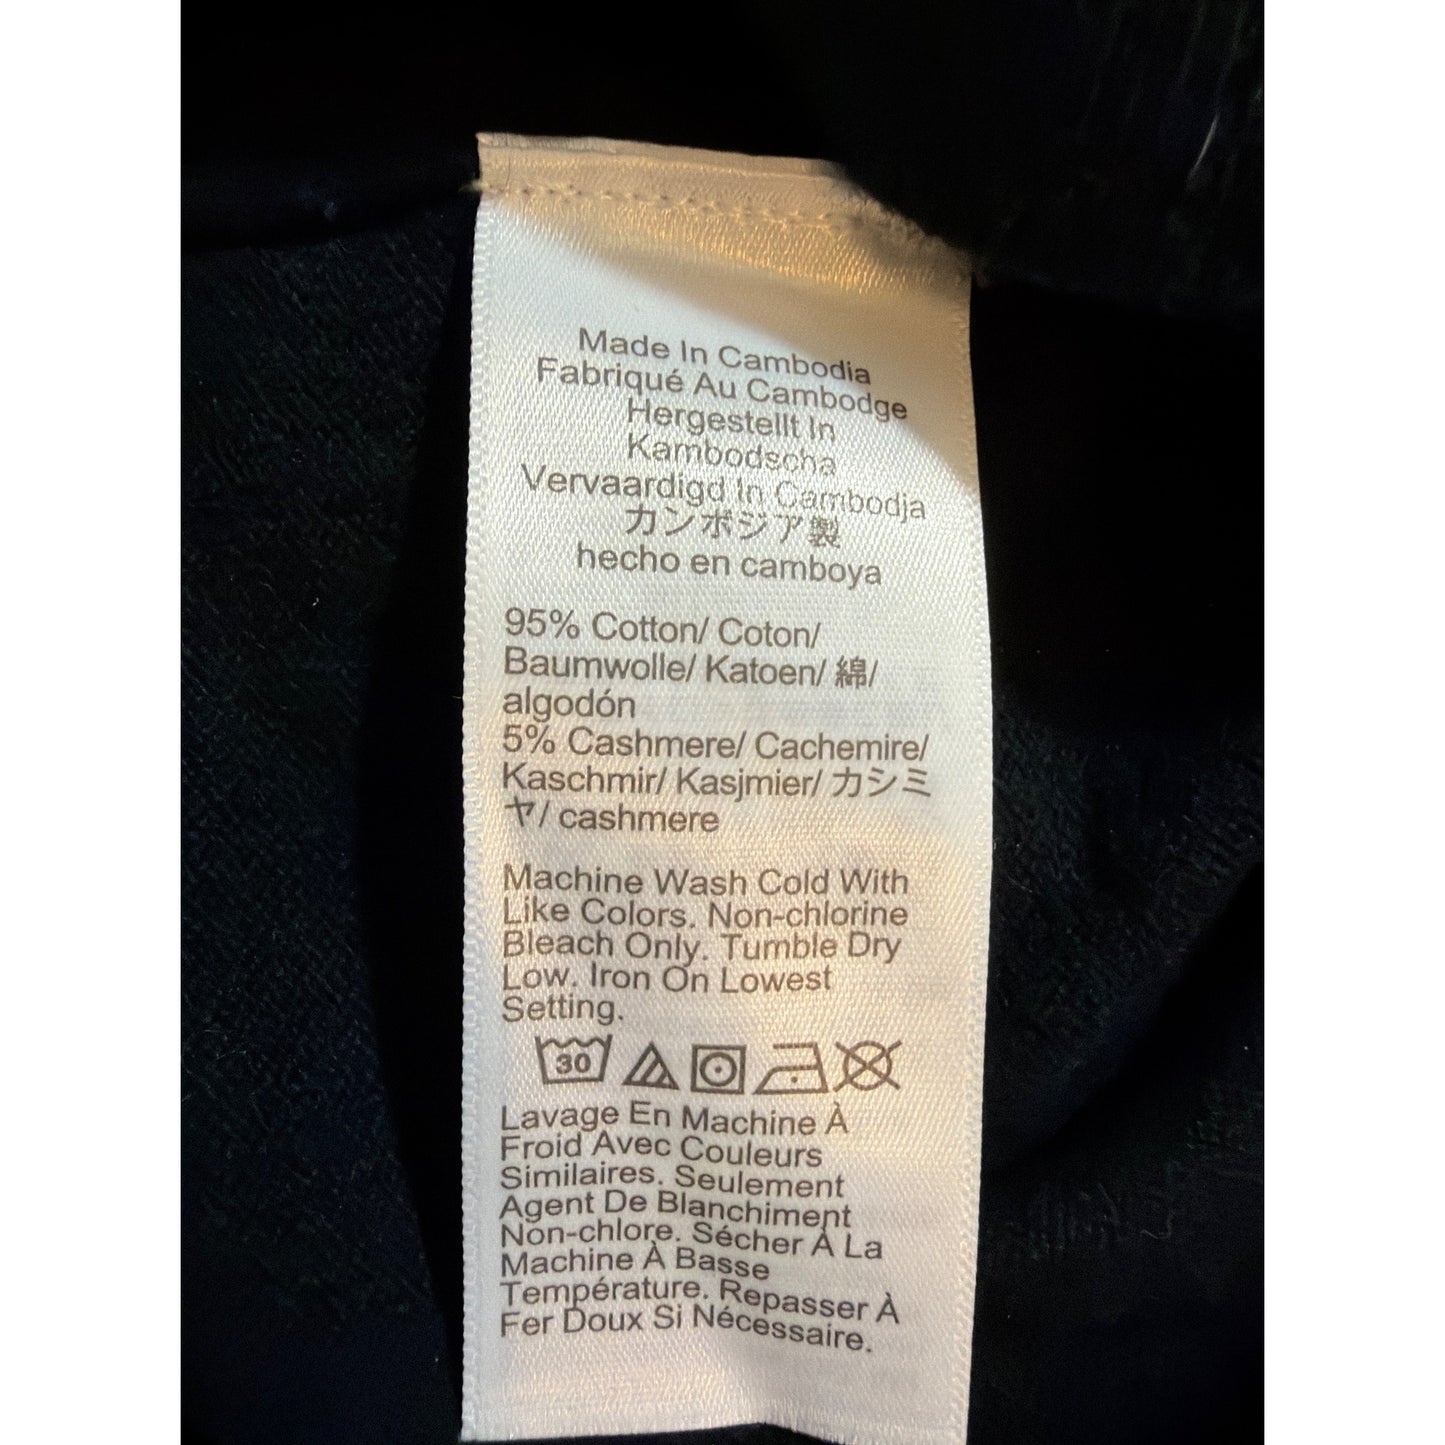 Made In Cambodia
Fabriqué Au Cambodge
Hergestellt In
Kambodscha
Vervaardigd In Cambodja
カンボジア製
hecho en camboya
95% Cotton/ Coton/
Baumwolle/ Katoen/ 綿/
algodón
5% Cashmere/ Cachemire/
Kaschmir/ Kasjmier/ カシミ
ヤ/ cashmere
Machine Wash Cold With
Like Colors. Non-chlorine
Bleach Only. Tumble Dry
Low. Iron On Lowest
Setting.
30
Lavage En Machine À
Froid Avec Couleurs
Similaires. Seulement
Agent De Blanchiment
Non-chlore. Sécher À La
Machine À Basse
Température. Repasser À
Fer Doux Si Nécessaire.